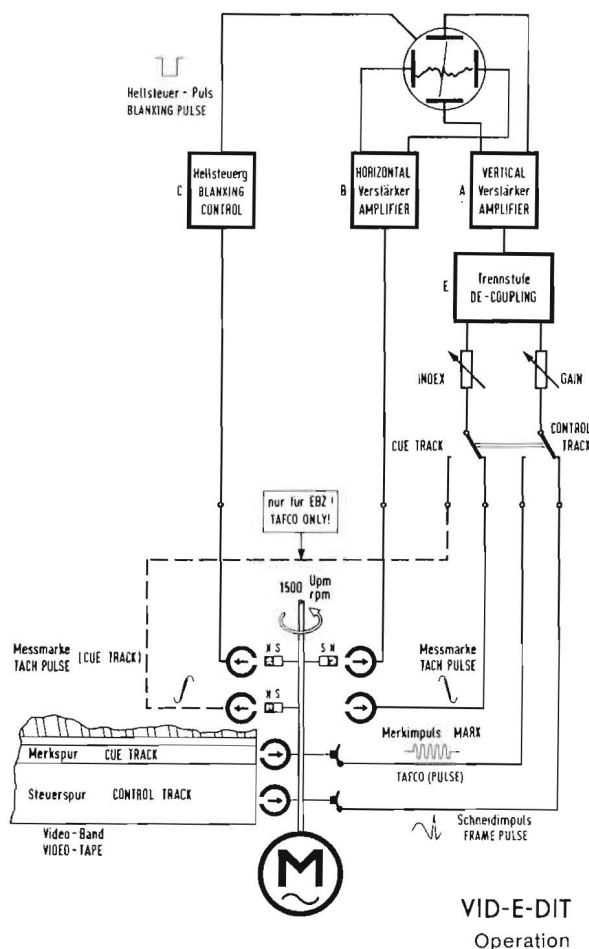 Hellsteuer - Puls
BLANXING PULSE
C
Hellsteuerg
BLANXING
CONTROL
B
HORIZONTAL
Verstärker
AMPLIFIER
A
VERTICAL
Verstärker
AMPLIFIER
E
Trennstufe
DE-COUPLING
INDEX
GAIN
CUE TRACK
CONTROL
TRACK
nur für EBZ!
TAFCO ONLY!
1500 Upm
rpm
N S
S N
Messmarke
TACH PULSE (CUE TRACK)
Messmarke
TACH PULSE
N S
Merkimpuls MARK
Merkspur CUE TRACK
TAFCO (PULSE)
Steuerspur CONTROL TRACK
Schneidimpuls
FRAME PULSE
Video-Band
VIDEO-TAPE
M
VID-E-DIT
Operation